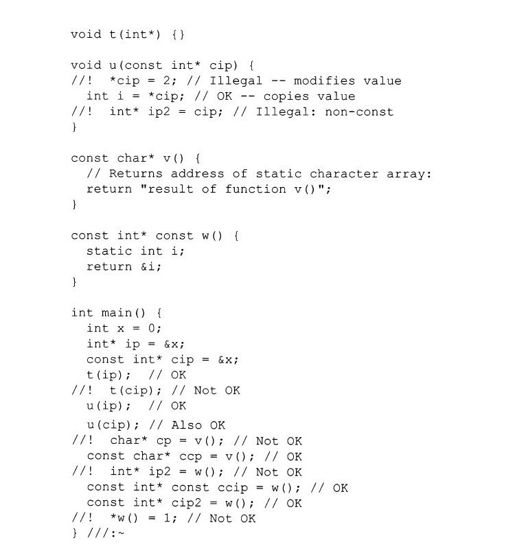 void t(int*) {}
void u(const int* cip) {
//!  *cip = 2; // Illegal -- modifies value
  int i = *cip; // OK -- copies value
//!  int* ip2 = cip; // Illegal: non-const
}
const char* v() {
  // Returns address of static character array:
  return "result of function v()";
}
const int* const w() {
  static int i;
  return &i;
}
int main() {
  int x = 0;
  int* ip = &x;
  const int* cip = &x;
  t(ip);  // OK
//!  t(cip); // Not OK
  u(ip);  // OK
  u(cip); // Also OK
//!  char* cp = v(); // Not OK
  const char* ccp = v(); // OK
//!  int* ip2 = w(); // Not OK
  const int* const ccip = w(); // OK
  const int* cip2 = w(); // OK
//!  *w() = 1; // Not OK
} ///:~